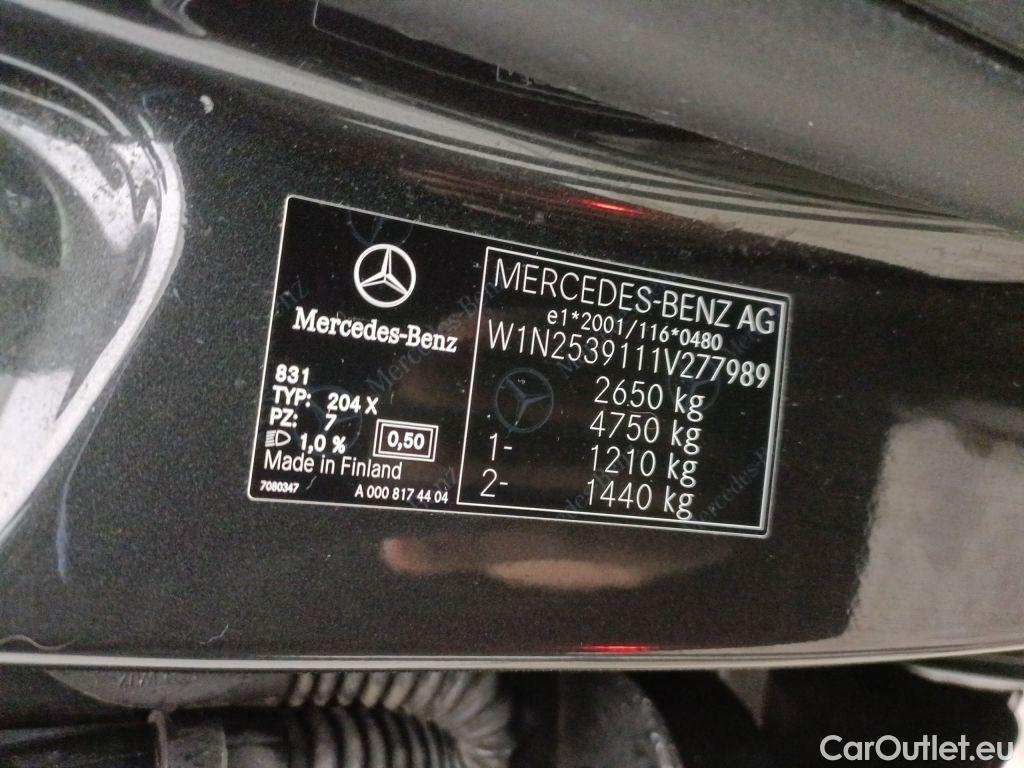 Mercedes-Benz
831
TYP: 204 X
PZ: 7
1,0 %
0,50
Made in Finland
7080347 A 000 817 44 04
MERCEDES-BENZ AG
e1*2001/116*0480
W1N2539111V277989
2650 kg
4750 kg
1- 1210 kg
2- 1440 kg
CarOutlet.eu